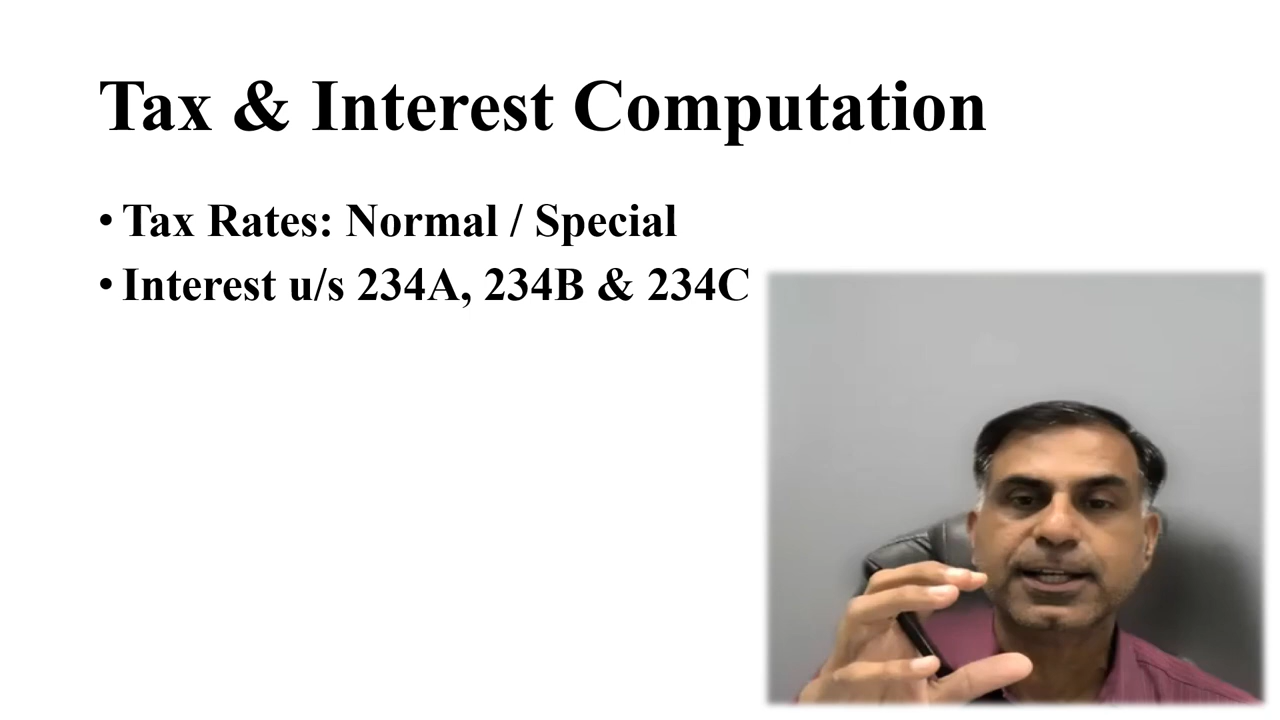 Tax & Interest Computation
• Tax Rates: Normal / Special
• Interest u/s 234A, 234B & 234C